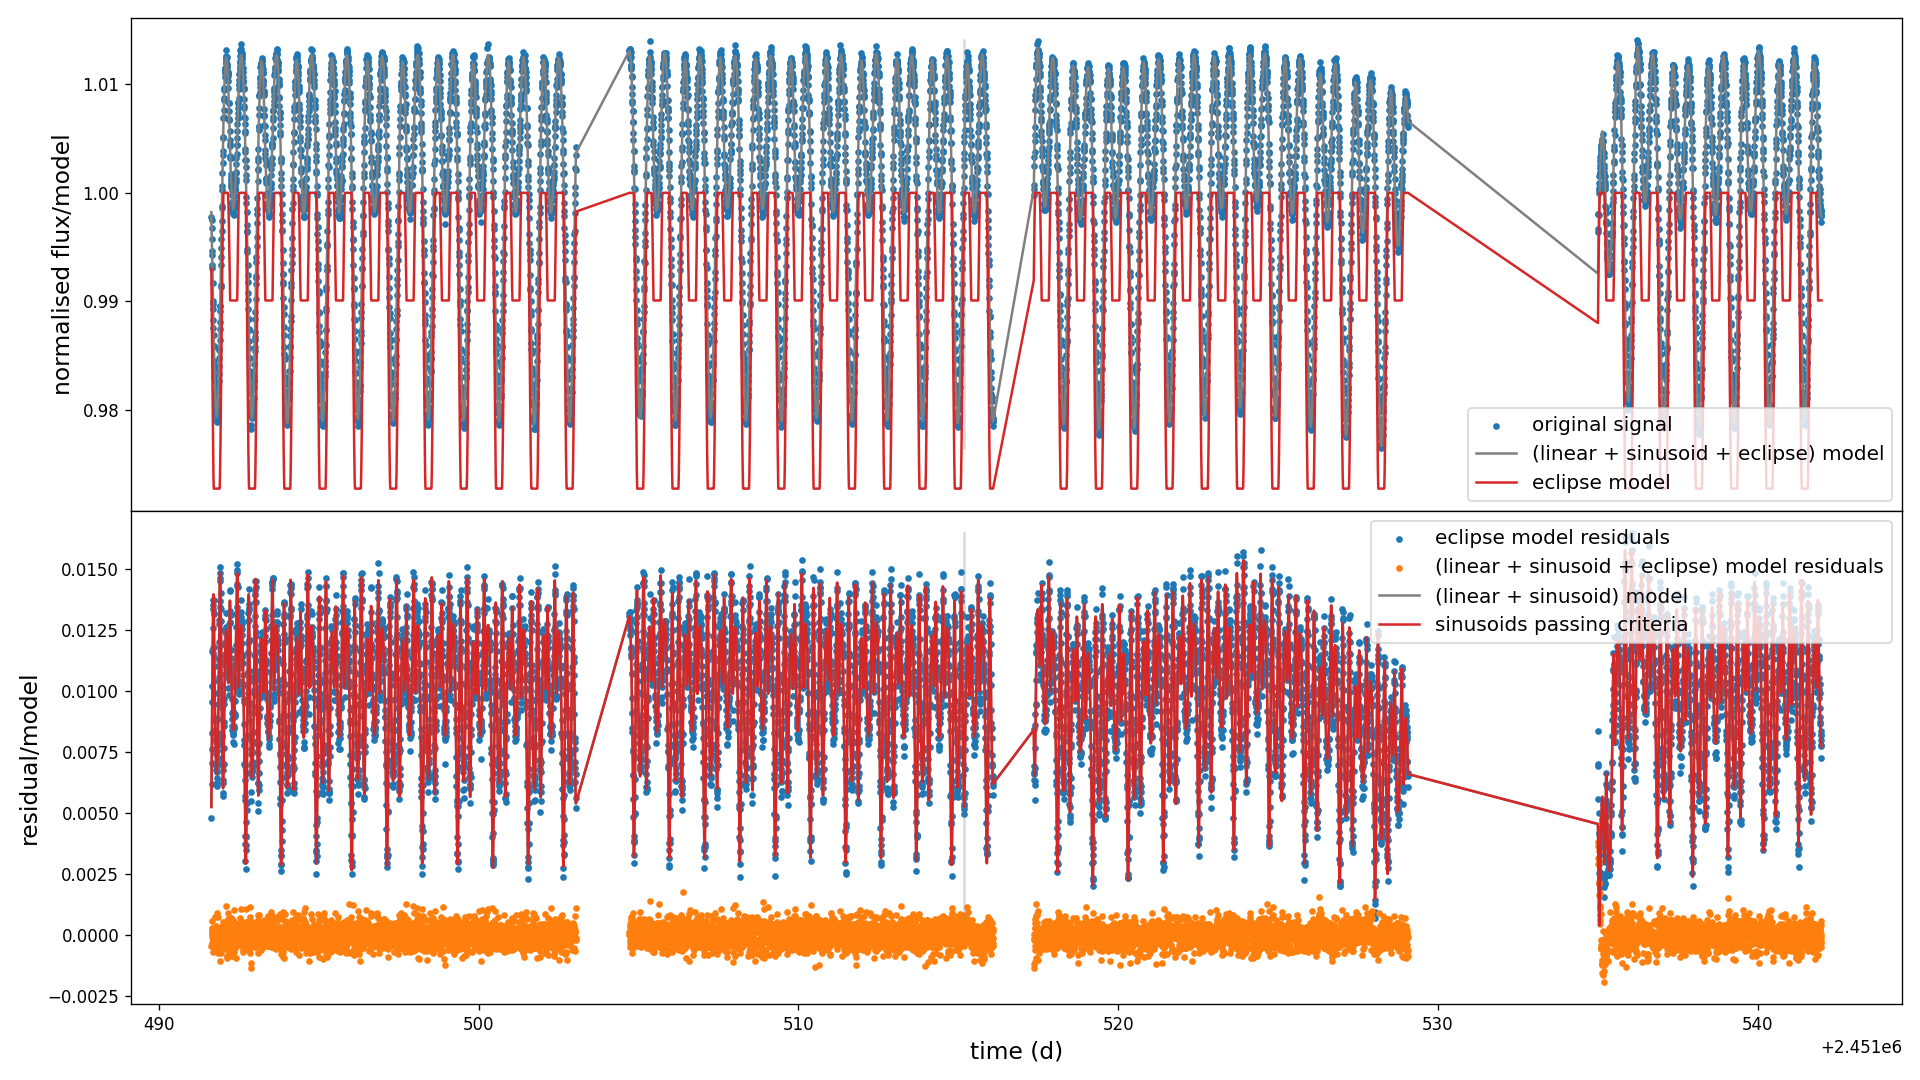 1.01
1.00
0.99
0.98
normalised flux/model
original signal
(linear + sinusoid + eclipse) model
eclipse model
0.0150
0.0125
0.0100
0.0075
0.0050
0.0025
0.0000
−0.0025
residual/model
eclipse model residuals
(linear + sinusoid + eclipse) model residuals
(linear + sinusoid) model
sinusoids passing criteria
490
500
510
520
530
540
time (d)
+2.451e6